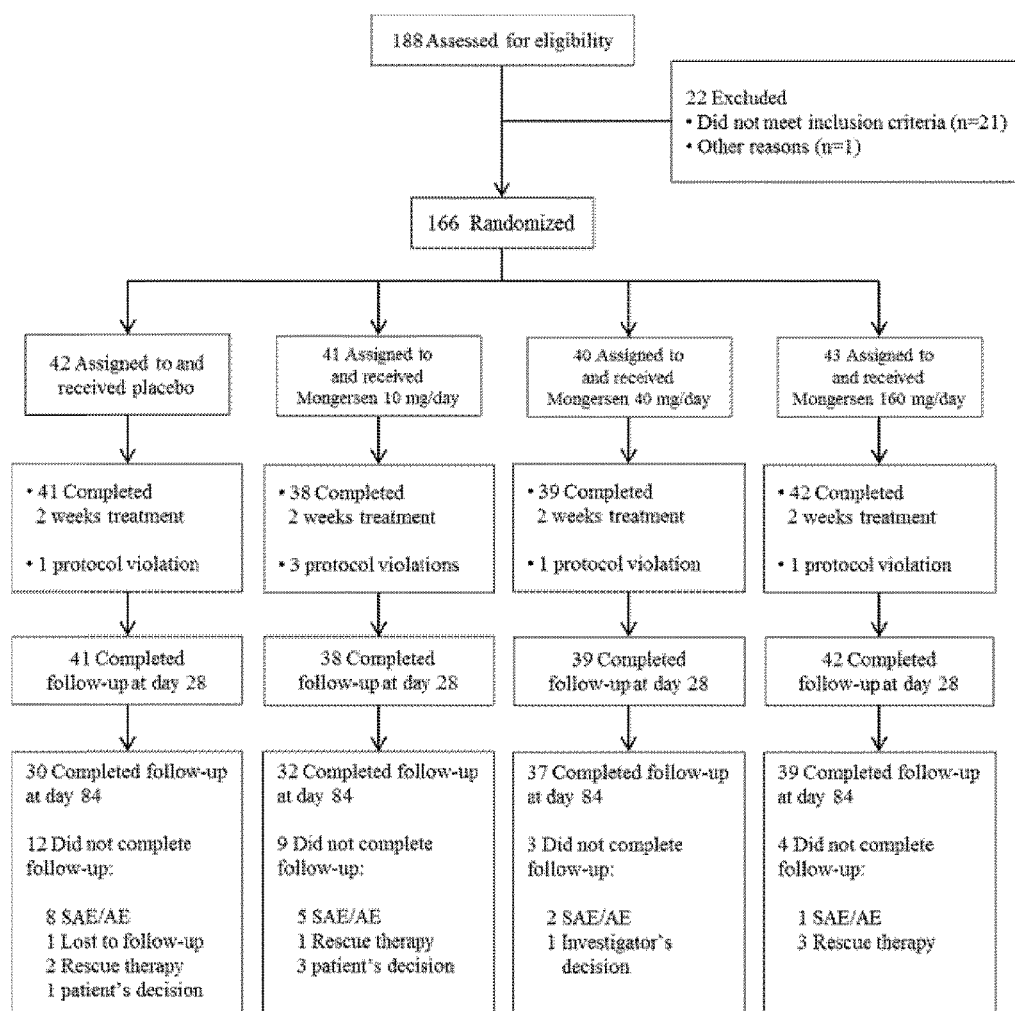 188 Assessed for eligibility
22 Excluded
• Did not meet inclusion criteria (n=21)
• Other reasons (n=1)
166 Randomized
42 Assigned to and
received placebo
41 Assigned to
and received
Mongersen 10 mg/day
40 Assigned to
and received
Mongersen 40 mg/day
43 Assigned to
and received
Mongersen 160 mg/day
• 41 Completed
2 weeks treatment
• 1 protocol violation
• 38 Completed
2 weeks treatment
• 3 protocol violations
• 39 Completed
2 weeks treatment
• 1 protocol violation
• 42 Completed
2 weeks treatment
• 1 protocol violation
41 Completed
follow-up at day 28
38 Completed
follow-up at day 28
39 Completed
follow-up at day 28
42 Completed
follow-up at day 28
30 Completed follow-up
at day 84
12 Did not complete
follow-up:
8 SAE/AE
1 Lost to follow-up
2 Rescue therapy
1 patient's decision
32 Completed follow-up
at day 84
9 Did not complete
follow-up:
5 SAE/AE
1 Rescue therapy
3 patient's decision
37 Completed follow-up
at day 84
3 Did not complete
follow-up:
2 SAE/AE
1 Investigator's
decision
39 Completed follow-up
at day 84
4 Did not complete
follow-up:
1 SAE/AE
3 Rescue therapy